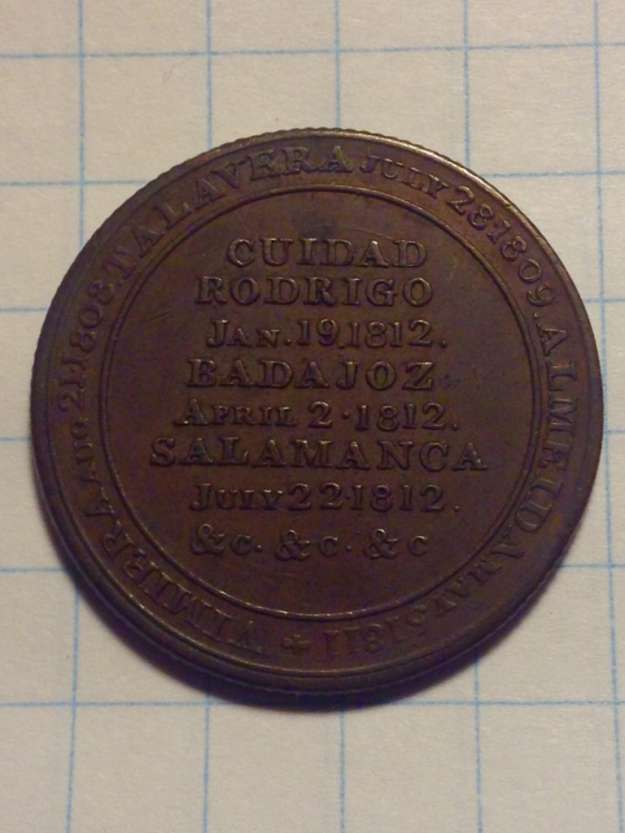 VIMIERA AUG 21.1808. TALAVERA JULY 28.1809. ALMEIDA MAY 5 1811
CUIDAD
RODRIGO
JAN.19,1812.
BADAJOZ
APRIL 2·1812.
SALAMANCA
JULY 22·1812.
&C. &C. &C